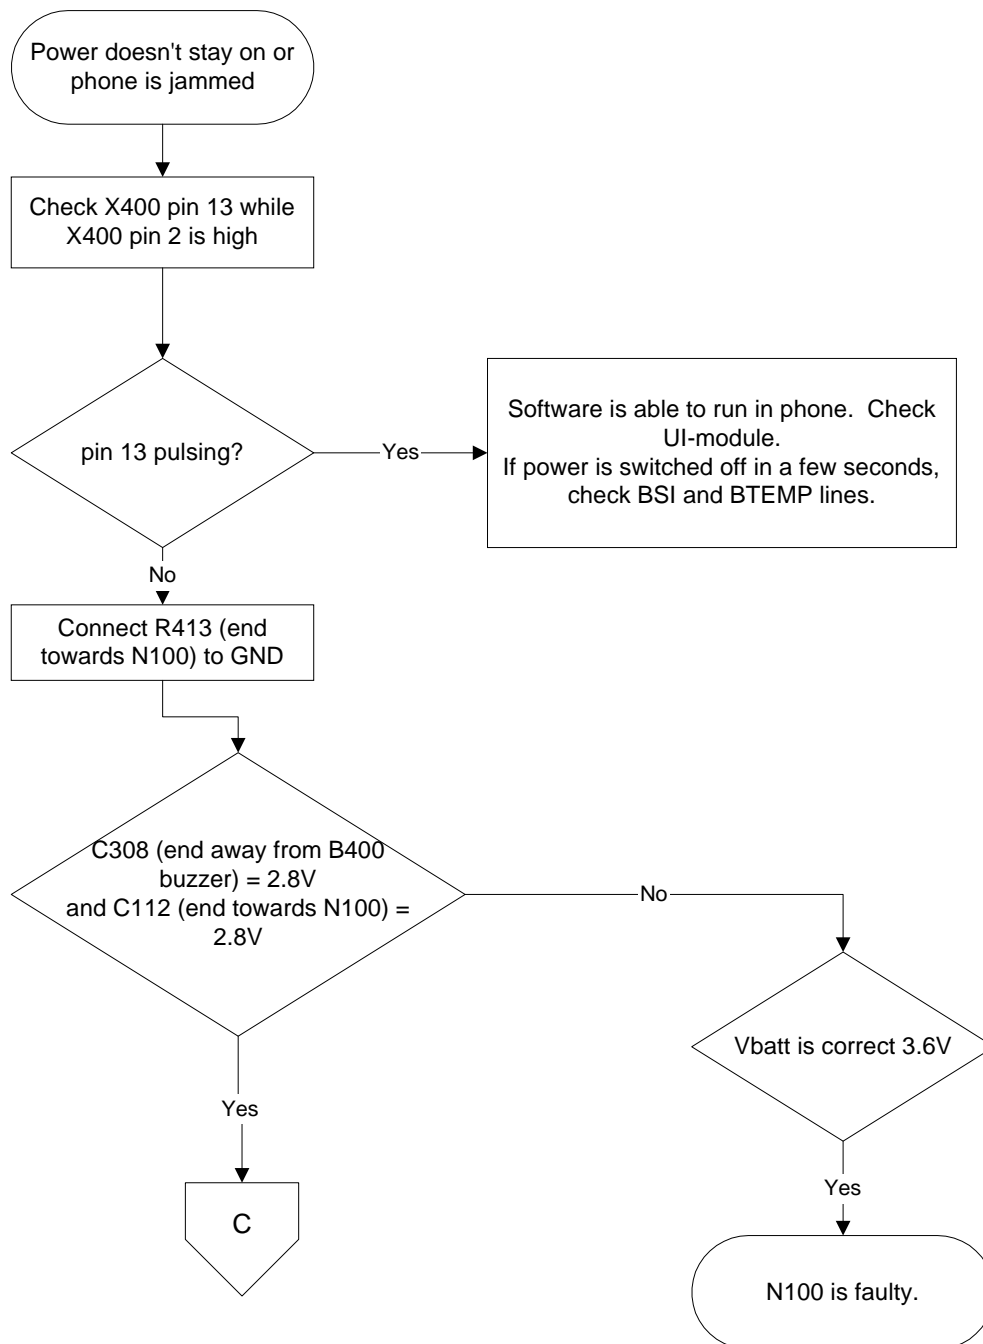 Power doesn't stay on or
phone is jammed
Check X400 pin 13 while
X400 pin 2 is high
pin 13 pulsing?
Yes
Software is able to run in phone.  Check
UI-module.
If power is switched off in a few seconds,
check BSI and BTEMP lines.
No
Connect R413 (end
towards N100) to GND
C308 (end away from B400
buzzer) = 2.8V
and C112 (end towards N100) =
2.8V
No
Vbatt is correct 3.6V
Yes
C
Yes
N100 is faulty.